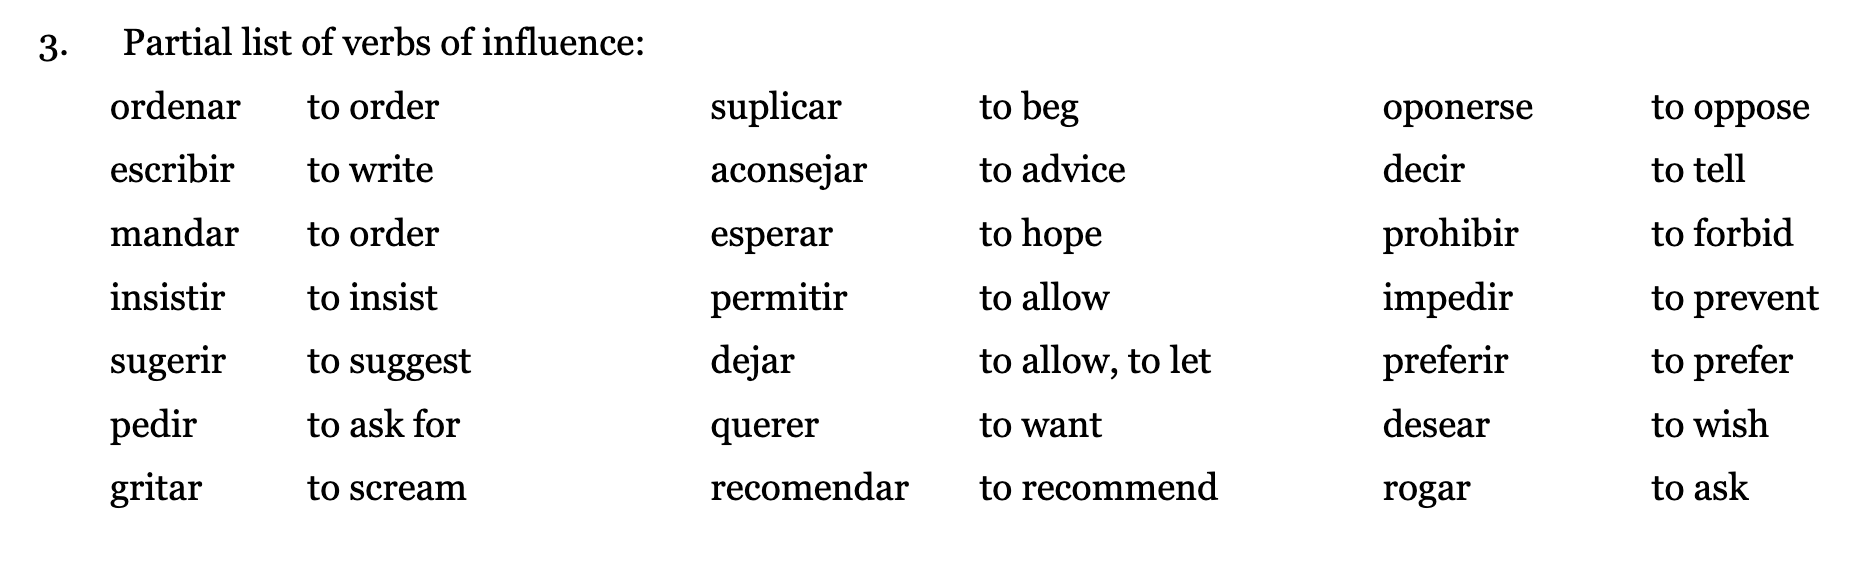 3. Partial list of verbs of influence:
ordenar to order suplicar to beg oponerse to oppose
escribir to write aconsejar to advice decir to tell
mandar to order esperar to hope prohibir to forbid
insistir to insist permitir to allow impedir to prevent
sugerir to suggest dejar to allow, to let preferir to prefer
pedir to ask for querer to want desear to wish
gritar to scream recomendar to recommend rogar to ask